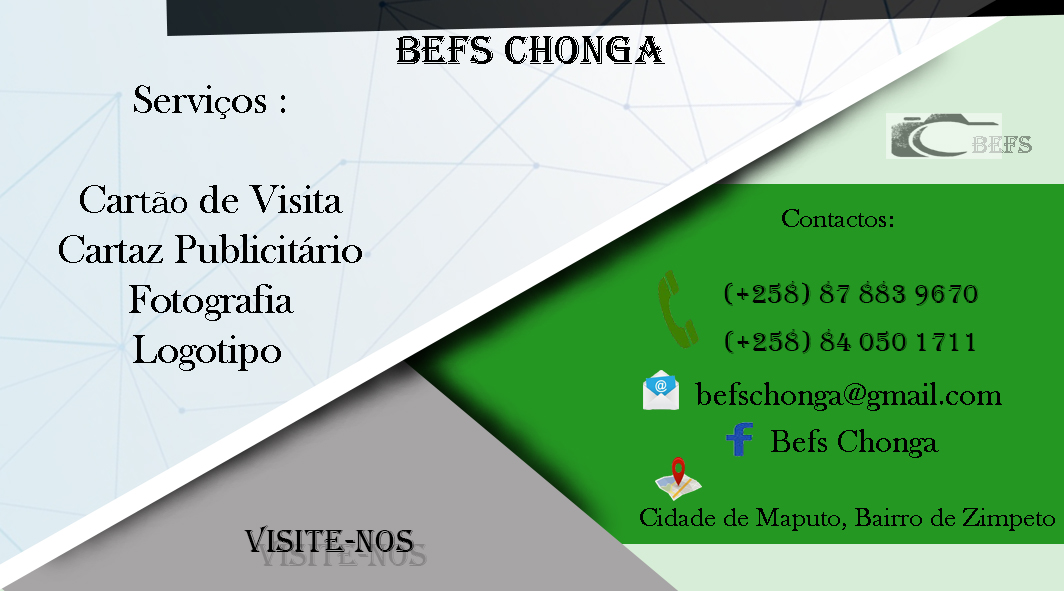 BEFS CHONGA
Serviços :
Cartão de Visita
Cartaz Publicitário
Fotografia
Logotipo
BEFS
Contactos:
(+258) 87 883 9670
(+258) 84 050 1711
@
befschonga@gmail.com
f
Befs Chonga
Cidade de Maputo, Bairro de Zimpeto
VISITE-NOS